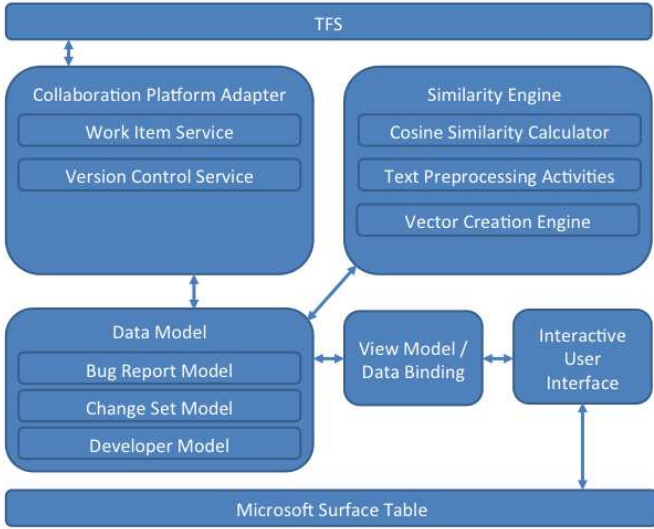 TFS
Collaboration Platform Adapter
Work Item Service
Version Control Service
Similarity Engine
Cosine Similarity Calculator
Text Preprocessing Activities
Vector Creation Engine
Data Model
Bug Report Model
Change Set Model
Developer Model
View Model /
Data Binding
Interactive
User
Interface
Microsoft Surface Table